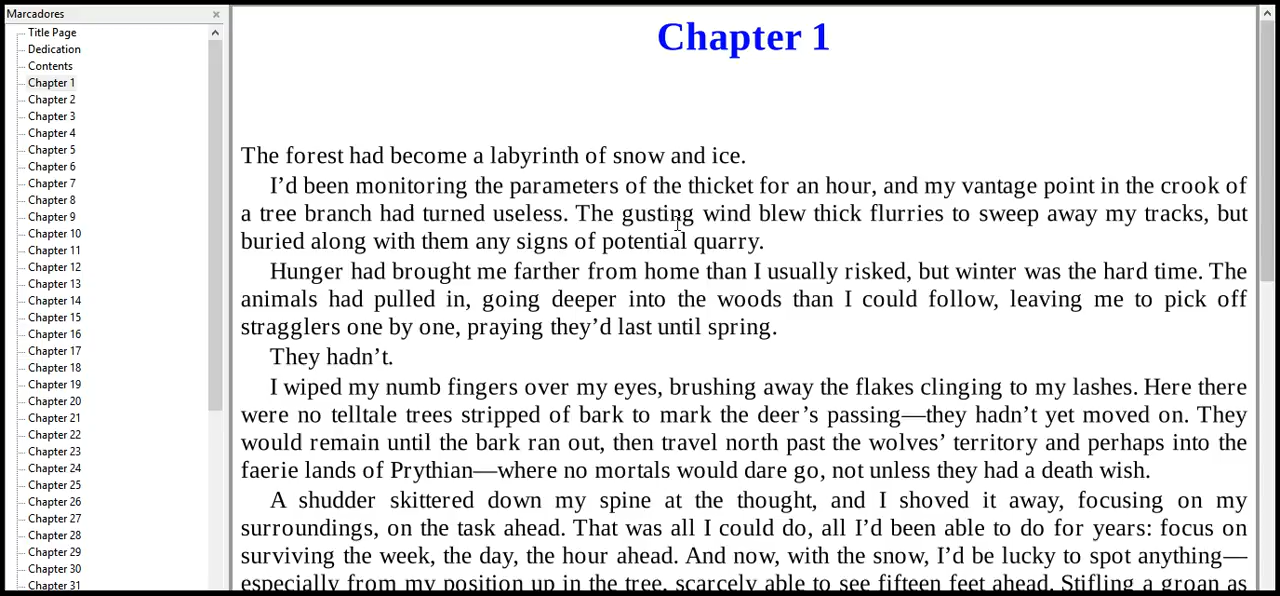 Marcadores
Title Page
Dedication
Contents
Chapter 1
Chapter 2
Chapter 3
Chapter 4
Chapter 5
Chapter 6
Chapter 7
Chapter 8
Chapter 9
Chapter 10
Chapter 11
Chapter 12
Chapter 13
Chapter 14
Chapter 15
Chapter 16
Chapter 17
Chapter 18
Chapter 19
Chapter 20
Chapter 21
Chapter 22
Chapter 23
Chapter 24
Chapter 25
Chapter 26
Chapter 27
Chapter 28
Chapter 29
Chapter 30
Chapter 31
Chapter 1
The forest had become a labyrinth of snow and ice.
I’d been monitoring the parameters of the thicket for an hour, and my vantage point in the crook of
a tree branch had turned useless. The gusting wind blew thick flurries to sweep away my tracks, but
buried along with them any signs of potential quarry.
Hunger had brought me farther from home than I usually risked, but winter was the hard time. The
animals had pulled in, going deeper into the woods than I could follow, leaving me to pick off
stragglers one by one, praying they’d last until spring.
They hadn’t.
I wiped my numb fingers over my eyes, brushing away the flakes clinging to my lashes. Here there
were no telltale trees stripped of bark to mark the deer’s passing—they hadn’t yet moved on. They
would remain until the bark ran out, then travel north past the wolves’ territory and perhaps into the
faerie lands of Prythian—where no mortals would dare go, not unless they had a death wish.
A shudder skittered down my spine at the thought, and I shoved it away, focusing on my
surroundings, on the task ahead. That was all I could do, all I’d been able to do for years: focus on
surviving the week, the day, the hour ahead. And now, with the snow, I’d be lucky to spot anything—
especially from my position up in the tree, scarcely able to see fifteen feet ahead. Stifling a groan as